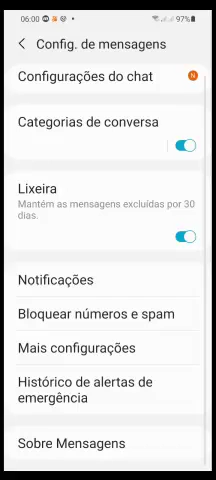 06:00
97%
Config. de mensagens
Configurações do chat
N
Categorias de conversa
Lixeira
Mantém as mensagens excluídas por 30
dias.
Notificações
Bloquear números e spam
Mais configurações
Histórico de alertas de
emergência
Sobre Mensagens